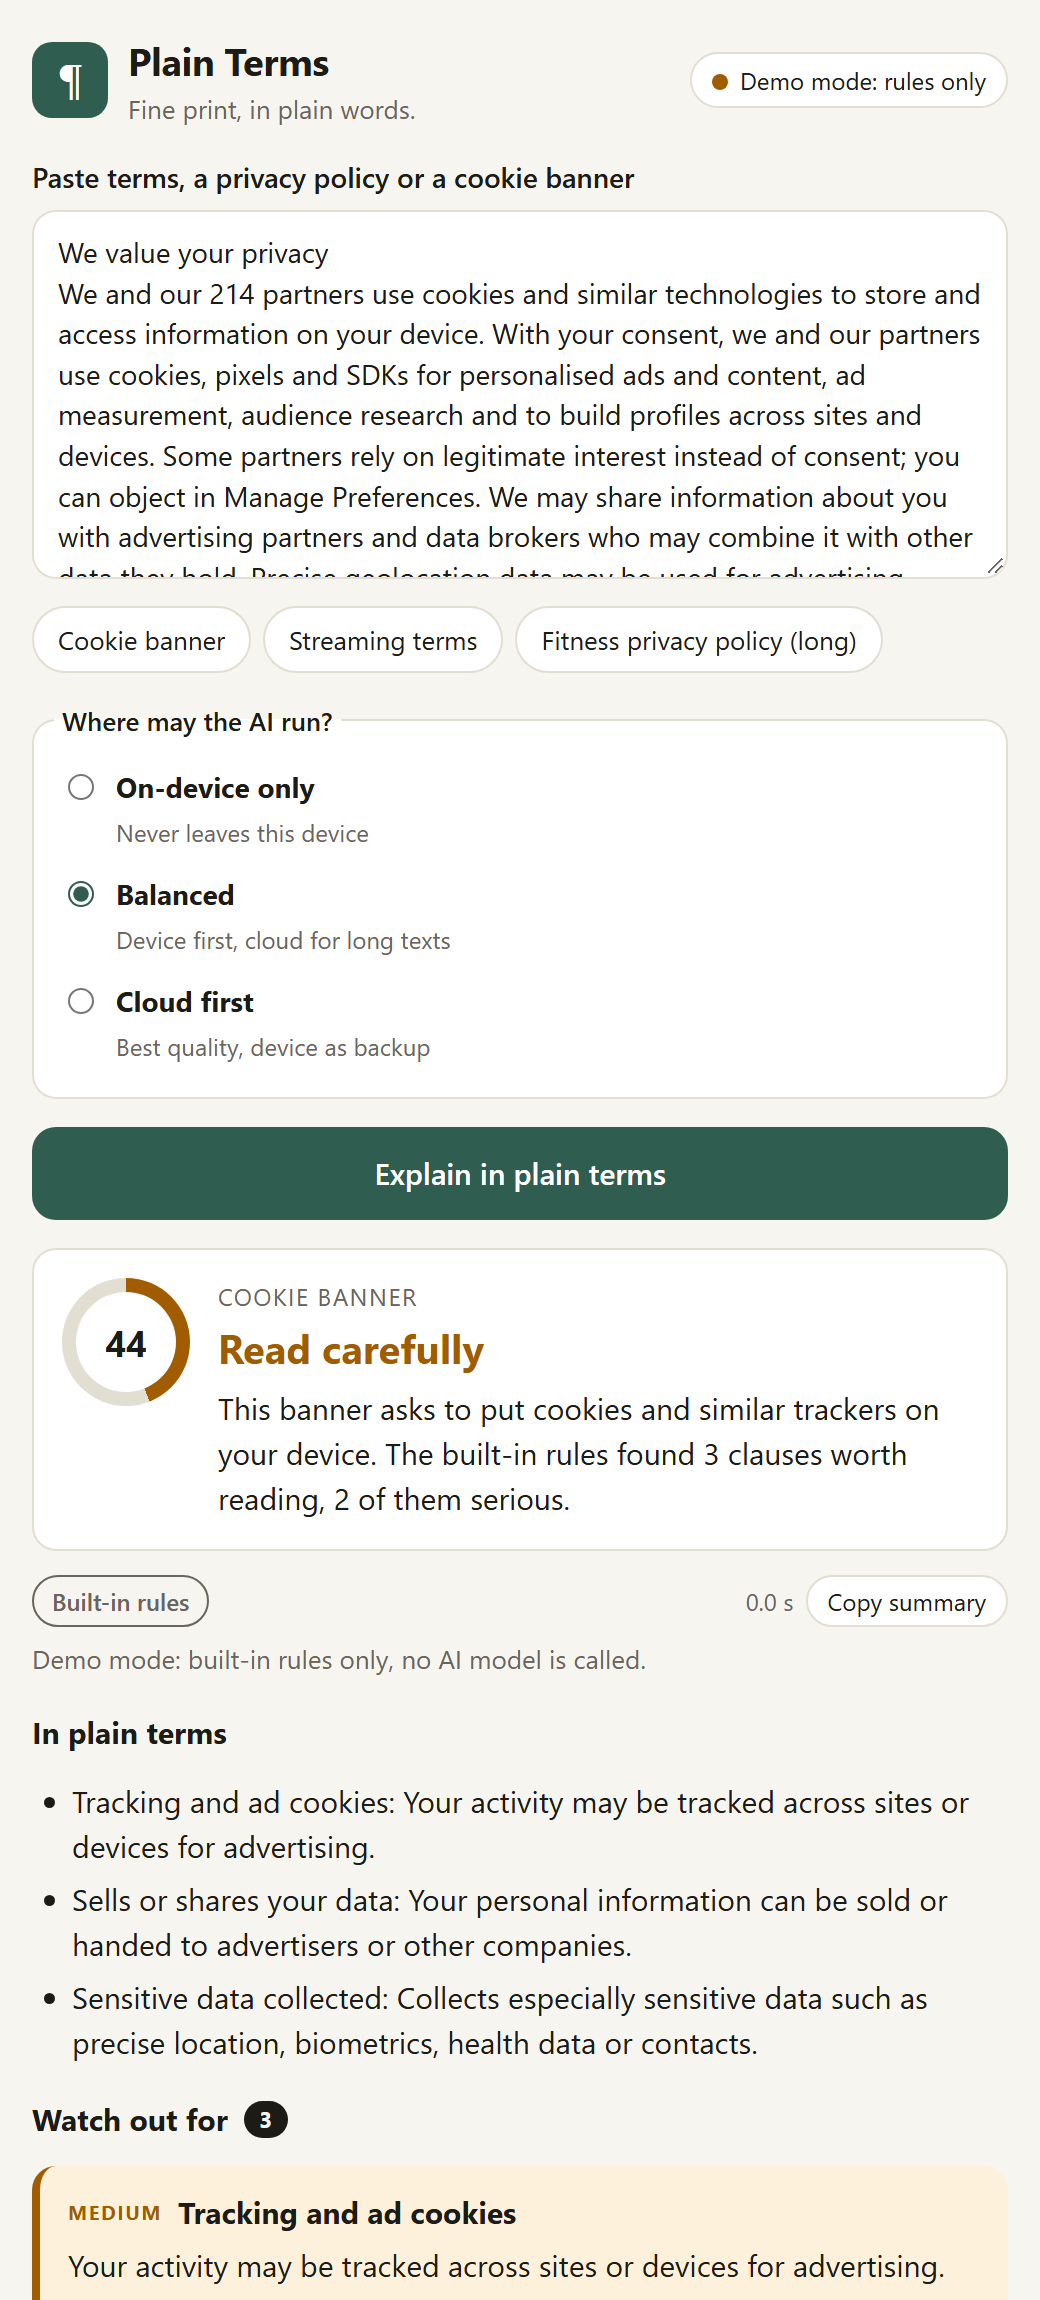 ¶
Plain Terms
Fine print, in plain words.
Demo mode: rules only
Paste terms, a privacy policy or a cookie banner
We value your privacy
We and our 214 partners use cookies and similar technologies to store and
access information on your device. With your consent, we and our partners
use cookies, pixels and SDKs for personalised ads and content, ad
measurement, audience research and to build profiles across sites and
devices. Some partners rely on legitimate interest instead of consent; you
can object in Manage Preferences. We may share information about you
with advertising partners and data brokers who may combine it with other
data they hold. Precise geolocation data may be used for advertising.
Cookie banner
Streaming terms
Fitness privacy policy (long)
Where may the AI run?
On-device only
Never leaves this device
Balanced
Device first, cloud for long texts
Cloud first
Best quality, device as backup
Explain in plain terms
44
COOKIE BANNER
Read carefully
This banner asks to put cookies and similar trackers on
your device. The built-in rules found 3 clauses worth
reading, 2 of them serious.
Built-in rules
0.0 s
Copy summary
Demo mode: built-in rules only, no AI model is called.
In plain terms
Tracking and ad cookies: Your activity may be tracked across sites or
devices for advertising.
Sells or shares your data: Your personal information can be sold or
handed to advertisers or other companies.
Sensitive data collected: Collects especially sensitive data such as
precise location, biometrics, health data or contacts.
Watch out for 3
MEDIUM Tracking and ad cookies
Your activity may be tracked across sites or devices for advertising.